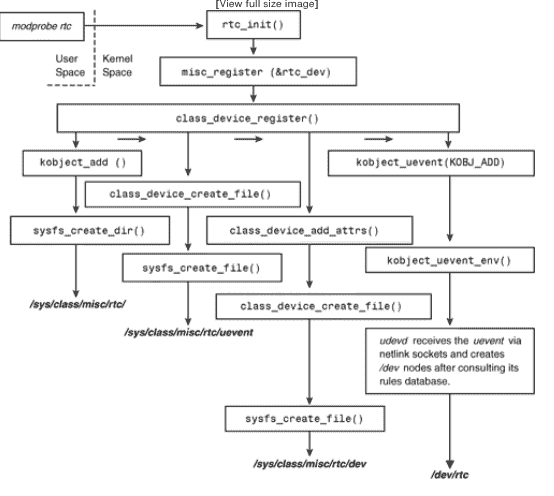 [View full size image]
modprobe rtc
rtc_init()
User
Space
Kernel
Space
misc_register (&rtc_dev)
class_device_register()
kobject_add ()
kobject_uevent(KOBJ_ADD)
class_device_create_file()
sysfs_create_dir()
class_device_add_attrs()
sysfs_create_file()
kobject_uevent_env()
/sys/class/misc/rtc/
class_device_create_file()
/sys/class/misc/rtc/uevent
udevd receives the uevent via
netlink sockets and creates
/dev nodes after consulting its
rules database.
sysfs_create_file()
/sys/class/misc/rtc/dev
/dev/rtc